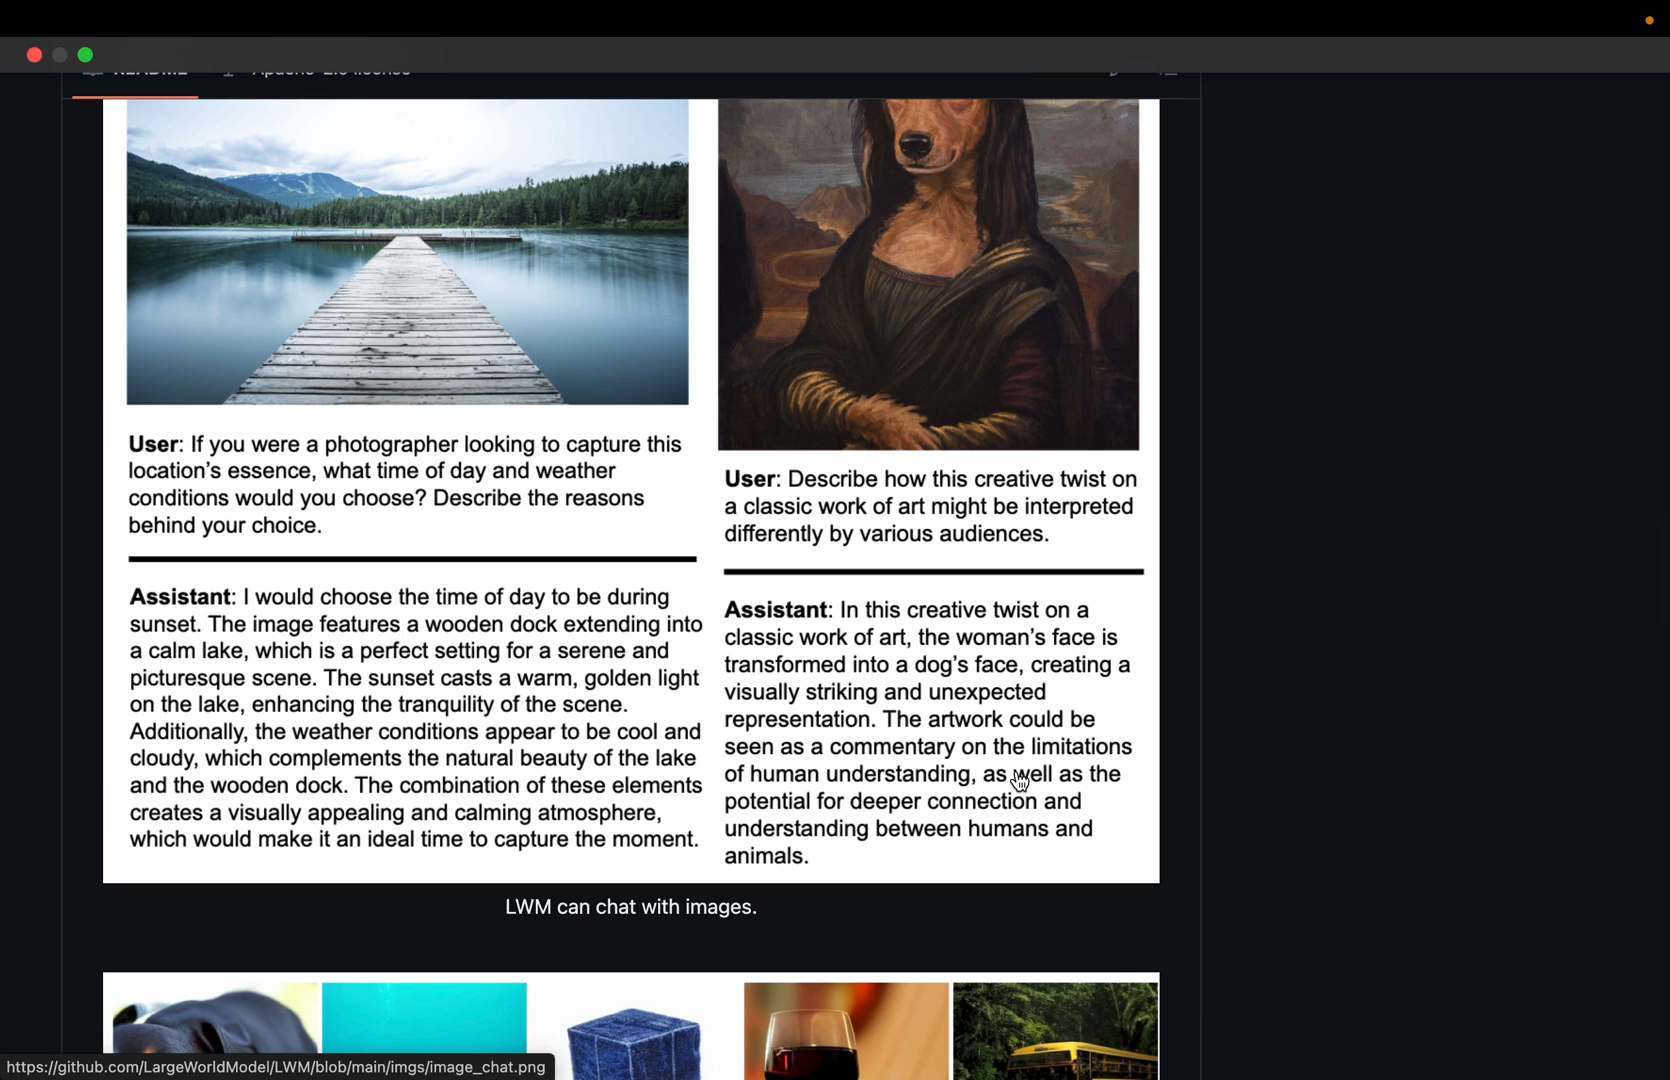 README Apache-2.0 license
User: If you were a photographer looking to capture this
location's essence, what time of day and weather
conditions would you choose? Describe the reasons
behind your choice.
Assistant: I would choose the time of day to be during
sunset. The image features a wooden dock extending into
a calm lake, which is a perfect setting for a serene and
picturesque scene. The sunset casts a warm, golden light
on the lake, enhancing the tranquility of the scene.
Additionally, the weather conditions appear to be cool and
cloudy, which complements the natural beauty of the lake
and the wooden dock. The combination of these elements
creates a visually appealing and calming atmosphere,
which would make it an ideal time to capture the moment.
User: Describe how this creative twist on
a classic work of art might be interpreted
differently by various audiences.
Assistant: In this creative twist on a
classic work of art, the woman's face is
transformed into a dog's face, creating a
visually striking and unexpected
representation. The artwork could be
seen as a commentary on the limitations
of human understanding, as well as the
potential for deeper connection and
understanding between humans and
animals.
LWM can chat with images.
https://github.com/LargeWorldModel/LWM/blob/main/imgs/image_chat.png